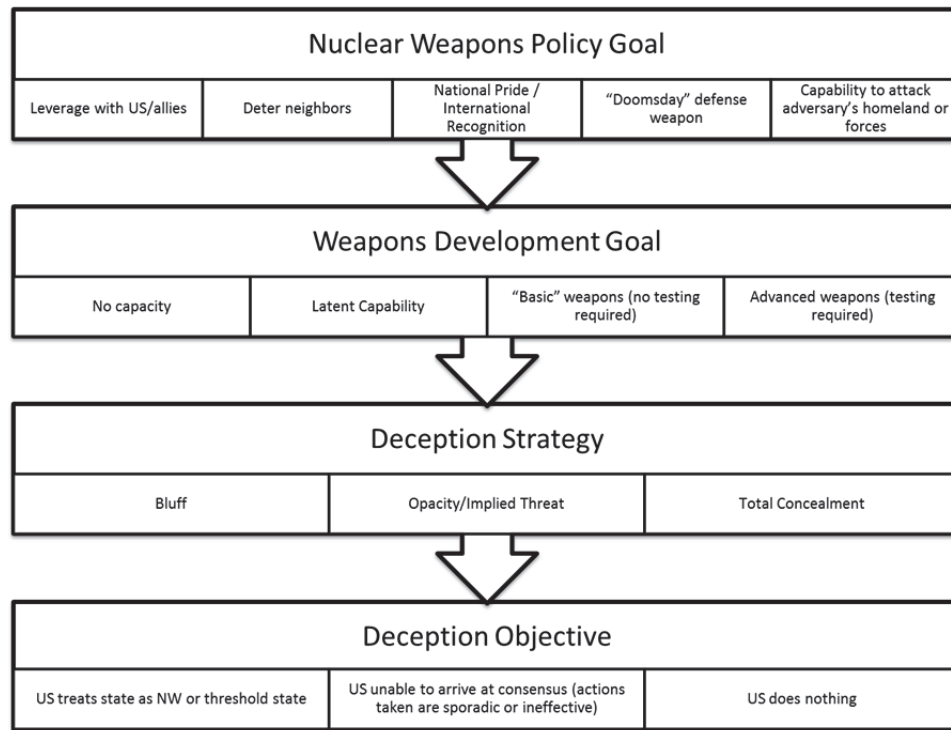 Nuclear Weapons Policy Goal
Leverage with US/allies
Deter neighbors
National Pride /
International
Recognition
“Doomsday” defense
weapon
Capability to attack
adversary’s homeland or
forces
Weapons Development Goal
No capacity
Latent Capability
“Basic” weapons (no testing
required)
Advanced weapons (testing
required)
Deception Strategy
Bluff
Opacity/Implied Threat
Total Concealment
Deception Objective
US treats state as NW or threshold state
US unable to arrive at consensus (actions
taken are sporadic or ineffective)
US does nothing